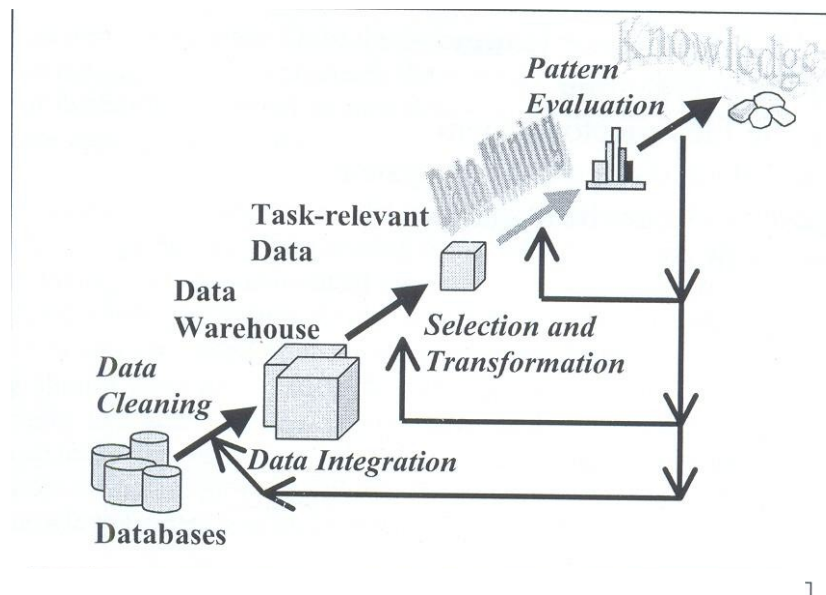 Knowledge
Pattern
Evaluation
Data Mining
Task-relevant
Data
Data
Warehouse
Selection and
Transformation
Data
Cleaning
Data Integration
Databases